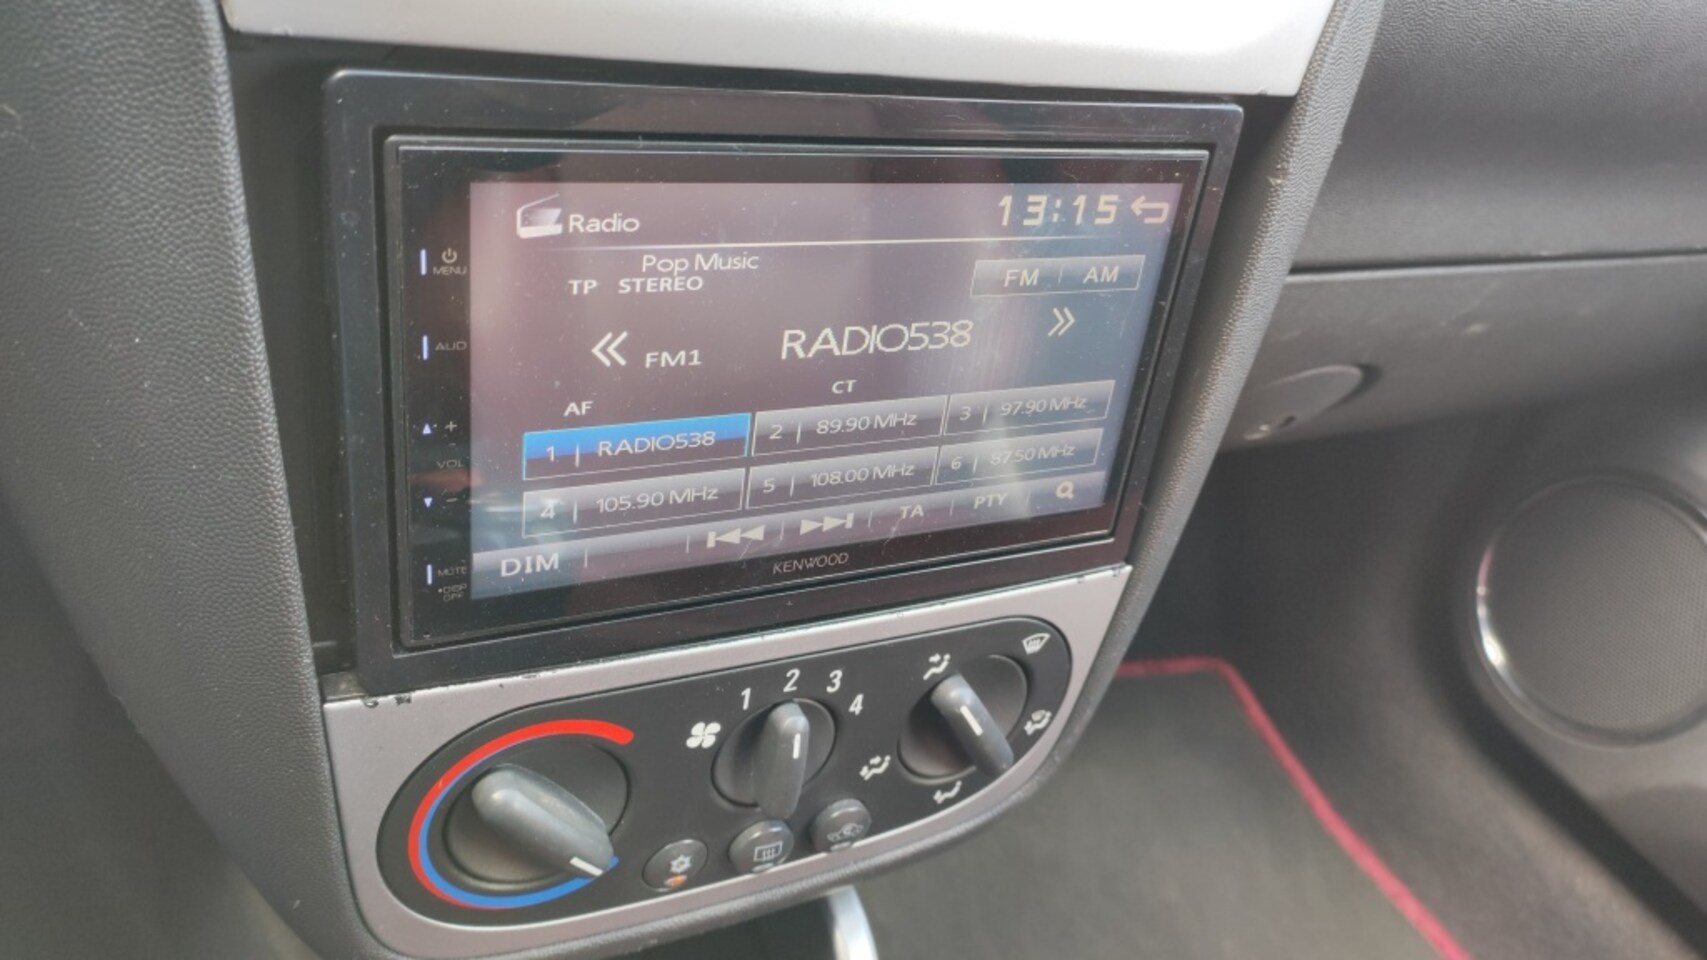 Radio
13:15
Pop Music
TP STEREO
FM AM
RADIO538
FM1
CT
AF
1 RADIO538
2 89.90 MHz
3 97.90 MHz
4 105.90 MHz
5 108.00 MHz
6 87.50 MHz
DIM
TA
PTY
KENWOOD
MENU
AUD
+
VOL
-
MUTE
•DISP
OFF
1 2 3 4